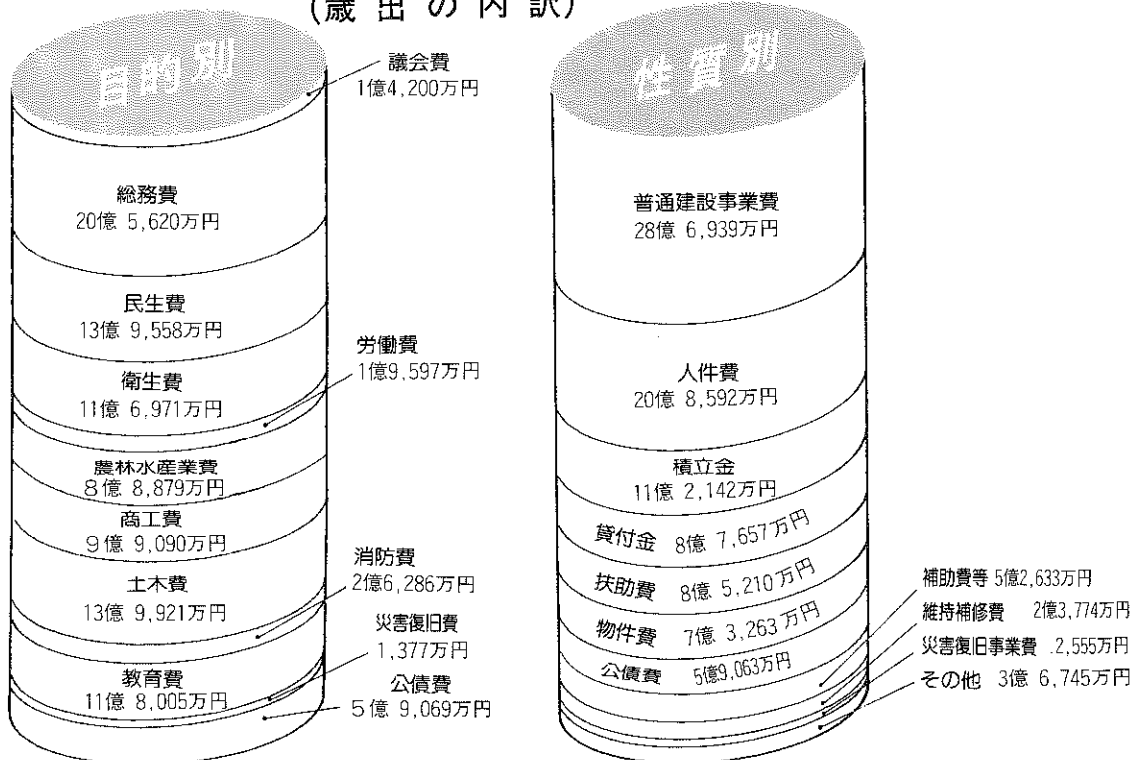 (歳出の内訳)
目的別
議会費
1億4,200万円
総務費
20億 5,620万円
民生費
13億 9,558万円
労働費
1億9,597万円
衛生費
11億 6,971万円
農林水産業費
8億 8,879万円
商工費
9億 9,090万円
消防費
2億6,286万円
土木費
13億 9,921万円
災害復旧費
1,377万円
教育費
11億 8,005万円
公債費
5億 9,069万円
性質別
普通建設事業費
28億 6,939万円
人件費
20億 8,592万円
積立金
11億 2,142万円
貸付金 8億 7,657万円
扶助費 8億 5,210万円
物件費 7億 3,263万円
公債費 5億9,063万円
補助費等 5億2,633万円
維持補修費 2億3,774万円
災害復旧事業費 2,555万円
その他 3億 6,745万円